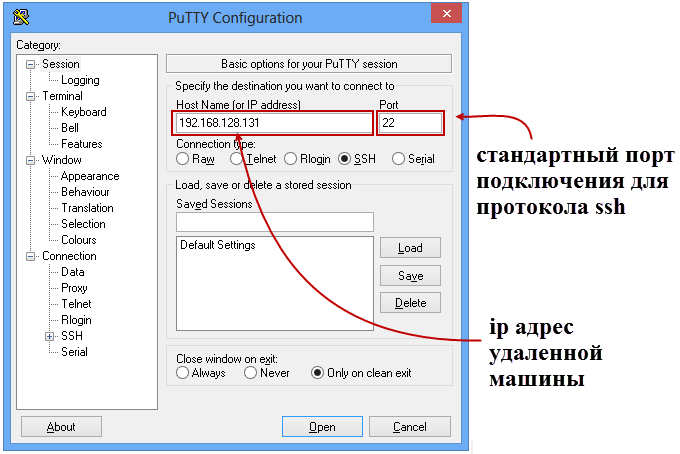 PuTTY Configuration
Category:
Session
Logging
Terminal
Keyboard
Bell
Features
Window
Appearance
Behaviour
Translation
Selection
Colours
Connection
Data
Proxy
Telnet
Rlogin
SSH
Serial
Basic options for your PuTTY session
Specify the destination you want to connect to
Host Name (or IP address)
Port
192.168.128.131
22
Connection type:
Raw
Telnet
Rlogin
SSH
Serial
Load, save or delete a stored session
Saved Sessions
Default Settings
Load
Save
Delete
Close window on exit:
Always
Never
Only on clean exit
About
Open
Cancel
стандартный порт
подключения для
протокола ssh
ip адрес
удаленной
машины